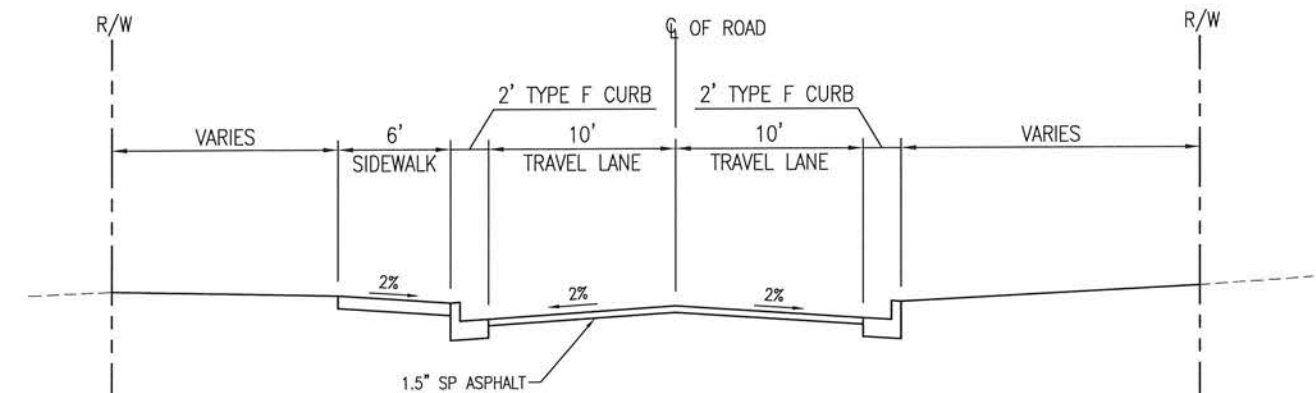 R/W
℄ OF ROAD
R/W
2' TYPE F CURB
2' TYPE F CURB
VARIES
6'
SIDEWALK
10'
TRAVEL LANE
10'
TRAVEL LANE
VARIES
2%
2%
2%
1.5" SP ASPHALT